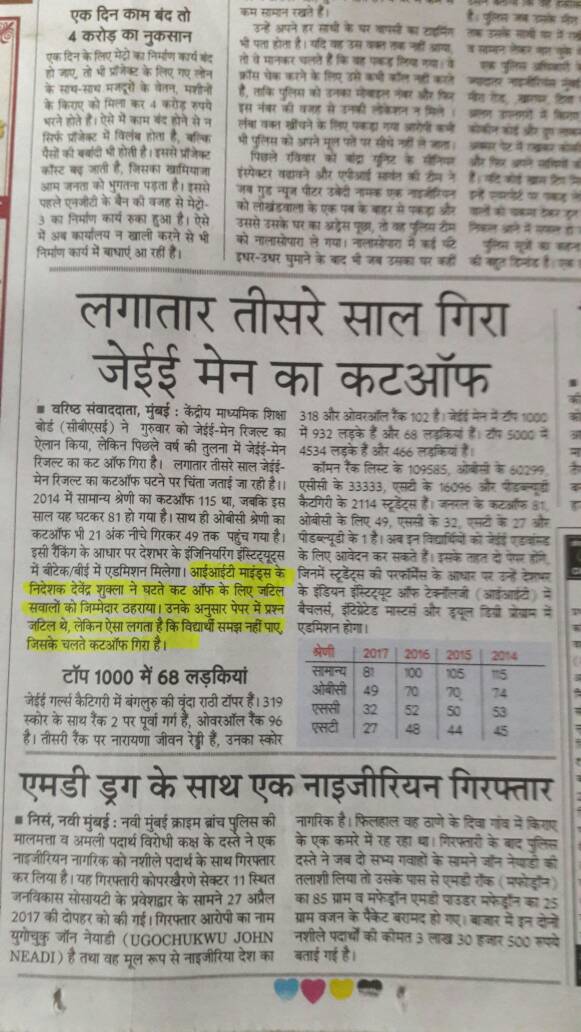 एक दिन काम बंद तो
4 करोड़ का नुकसान
एक दिन के लिए मेट्रो का निर्माण कार्य बंद
हो जाए, तो भी प्रॉजेक्ट के लिए गए लोन
के साथ-साथ मजदूरों के वेतन, मशीनों
के किराए को मिला कर 4 करोड़ रुपये
भरने होते हैं। ऐसे में काम बंद होने से न
सिर्फ प्रॉजेक्ट में विलंब होता है, बल्कि
पैसों की बर्बादी भी होती है। इससे प्रॉजेक्ट
कॉस्ट बढ़ जाती है, जिसका खामियाजा
आम जनता को भुगतना पड़ता है। इससे
पहले एनजीटी के बैन की वजह से मेट्रो-
3 का निर्माण कार्य रुका हुआ है। ऐसे
में अब कार्यालय न खाली करने से भी
निर्माण कार्य में बाधाएं आ रही हैं।
कम सामान रखते हैं।
उन्हें अपने हर साथी के घर वापसी का टाइमिंग
भी पता होता है। यदि वह उस वक्त तक नहीं आया,
तो वे मानकर चलते हैं कि वह पकड़ लिया गया। वे
क्रॉस चेक करने के लिए उसे कभी कॉल नहीं करते
हैं, ताकि पुलिस को उनका मोबाइल नंबर और फिर
इस नंबर की वजह से उनकी लोकेशन न मिले।
लंबा वक्त खींचने के लिए पकड़ा गया आरोपी कभी
भी पुलिस को अपने मूल पते पर सीधे नहीं ले जाता।
पिछले रविवार को बांद्रा यूनिट के सीनियर
इंस्पेक्टर वढावने और एपीआई सावंत की टीम ने
जब गुड न्यूज पीटर उबेदी नामक एक नाइजीरियन
को लोखंडवाला के एक पब के बाहर से पकड़ा और
उससे उसके घर का अड्रेस पूछा, तो वह पुलिस टीम
को नालासोपारा ले गया। नालासोपारा में कई घंटे
इधर-उधर घुमाने के बाद भी जब उसका घर कहीं
लगातार तीसरे साल गिरा
जेईई मेन का कटऑफ
■ वरिष्ठ संवाददाता, मुंबई : केंद्रीय माध्यमिक शिक्षा
बोर्ड (सीबीएसई) ने गुरुवार को जेईई-मेन रिजल्ट का
ऐलान किया, लेकिन पिछले वर्ष की तुलना में जेईई-मेन
रिजल्ट का कट ऑफ गिरा है। लगातार तीसरे साल जेईई-
मेन रिजल्ट का कटऑफ घटने पर चिंता जताई जा रही है।।
2014 में सामान्य श्रेणी का कटऑफ 115 था, जबकि इस
साल यह घटकर 81 हो गया है। साथ ही ओबीसी श्रेणी का
कटऑफ भी 21 अंक नीचे गिरकर 49 तक पहुंच गया है।
इसी रैंकिंग के आधार पर देशभर के इंजिनियरिंग इंस्टिट्यूट्स
में बीटेक/बीई में एडमिशन मिलेगा। आईआईटी माइंड्स के
निदेशक देवेंद्र शुक्ला ने घटते कट ऑफ के लिए जटिल
सवालों को जिम्मेदार ठहराया। उनके अनुसार पेपर में प्रश्न
जटिल थे, लेकिन ऐसा लगता है कि विद्यार्थी समझ नहीं पाए,
जिसके चलते कटऑफ गिरा है।
टॉप 1000 में 68 लड़कियां
जेईई गर्ल्स कैटिगरी में बंगलुरु की वृंदा राठी टॉपर हैं।319
स्कोर के साथ रैंक 2 पर पूर्वा गर्ग हैं, ओवरऑल रैंक 96
है। तीसरी रैंक पर नारायणा जीवन रेड्डी हैं, उनका स्कोर
318 और ओवरऑल रैंक 102 है। जेईई मेन में टॉप 1000
में 932 लड़के हैं और 68 लड़कियां हैं। टॉप 5000 में
4534 लड़के हैं और 466 लड़कियां हैं।
कॉमन रैंक लिस्ट के 109585, ओबीसी के 60299,
एससी के 33333, एसटी के 16096 और पीडब्ल्यूडी
कैटगिरी के 2114 स्टूडेंट्स हैं। जनरल के कटऑफ 81,
ओबीसी के लिए 49, एससी के 32, एसटी के 27 और
पीडब्ल्यूडी के 1 है। अब इन विद्यार्थियों को जेईई एडवांस्ड
के लिए आवेदन कर सकते हैं। इसके तहत दो पेपर होंगे,
जिनमें स्टूडेंट्स की परफॉर्मेंस के आधार पर उन्हें देशभर
के इंडियन इंस्टिट्यूट ऑफ टेक्नॉलजी (आईआईटी) में
बैचलर्स, इंटिग्रेटेड मास्टर्स और ड्यूल डिग्री प्रोग्राम में
एडमिशन होगा।
श्रेणी 2017 2016 2015 2014
सामान्य 81 100 105 115
ओबीसी 49 70 70 74
एससी 32 52 50 53
एसटी 27 48 44 45
एमडी ड्रग के साथ एक नाइजीरियन गिरफ्तार
■ निसं, नवी मुंबई : नवी मुंबई क्राइम ब्रांच पुलिस की
मालमत्ता व अमली पदार्थ विरोधी कक्ष के दस्ते ने एक
नाइजीरियन नागरिक को नशीले पदार्थ के साथ गिरफ्तार
कर लिया है। यह गिरफ्तारी कोपरखैरणे सेक्टर 11 स्थित
जनविकास सोसायटी के प्रवेशद्वार के सामने 27 अप्रैल
2017 की दोपहर को की गई। गिरफ्तार आरोपी का नाम
युगोचुकु जॉन नेयाडी (UGOCHUKWU JOHN
NEADI) है तथा वह मूल रूप से नाइजीरिया देश का
नागरिक है। फिलहाल वह ठाणे के दिवा गांव में किराए
के एक कमरे में रह रहा था। गिरफ्तारी के बाद पुलिस
दस्ते ने जब दो सभ्य गवाहों के सामने जॉन नेयाडी की
तलाशी लिया तो उसके पास से एमडी रॉक (मफेड्रॉन)
का 85 ग्राम व मफेड्रॉन एमडी पाउडर मफेड्रॉन का 25
ग्राम वजन के पैकेट बरामद हो गए। बाजार में इन दोनों
नशीले पदार्थों की कीमत 3 लाख 30 हजार 500 रुपये
बताई गई है।